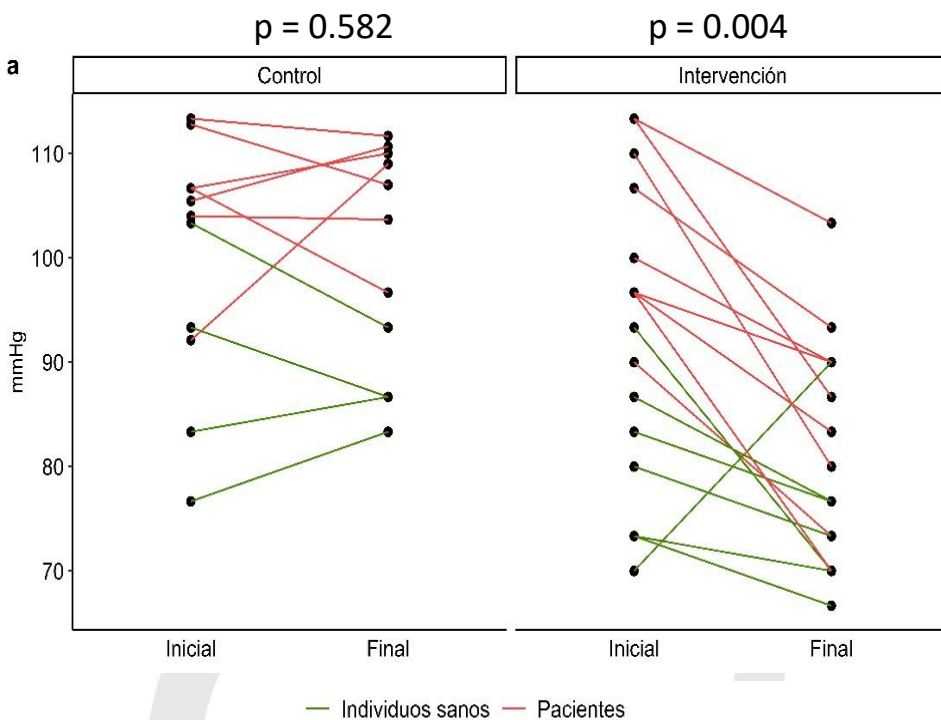 p = 0.582
p = 0.004
a
Control
Intervención
mmHg
110
100
90
80
70
Inicial
Final
Inicial
Final
Individuos sanos
Pacientes